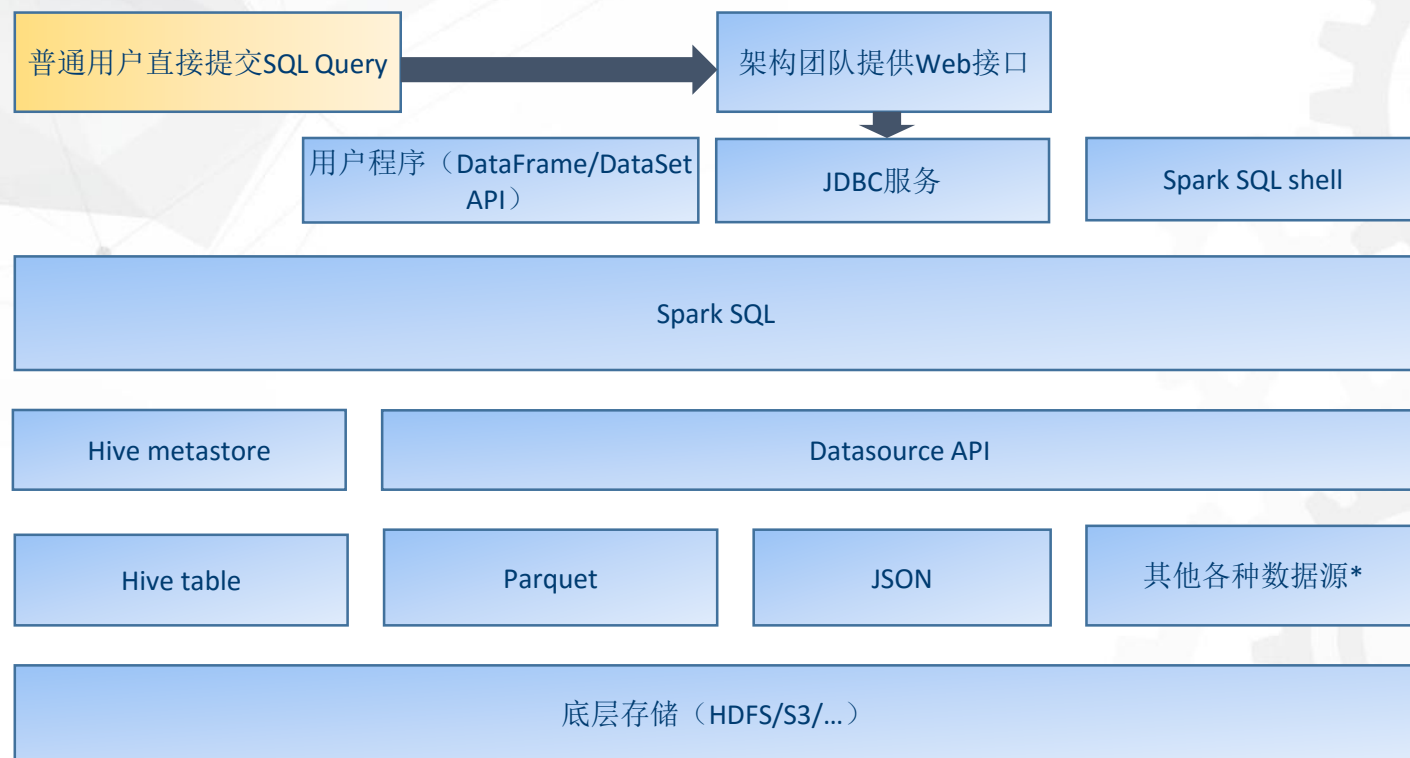 普通用户直接提交SQL Query
架构团队提供Web接口
用户程序（DataFrame/DataSet
API）
JDBC服务
Spark SQL shell
Spark SQL
Hive metastore
Datasource API
Hive table
Parquet
JSON
其他各种数据源*
底层存储（HDFS/S3/…）